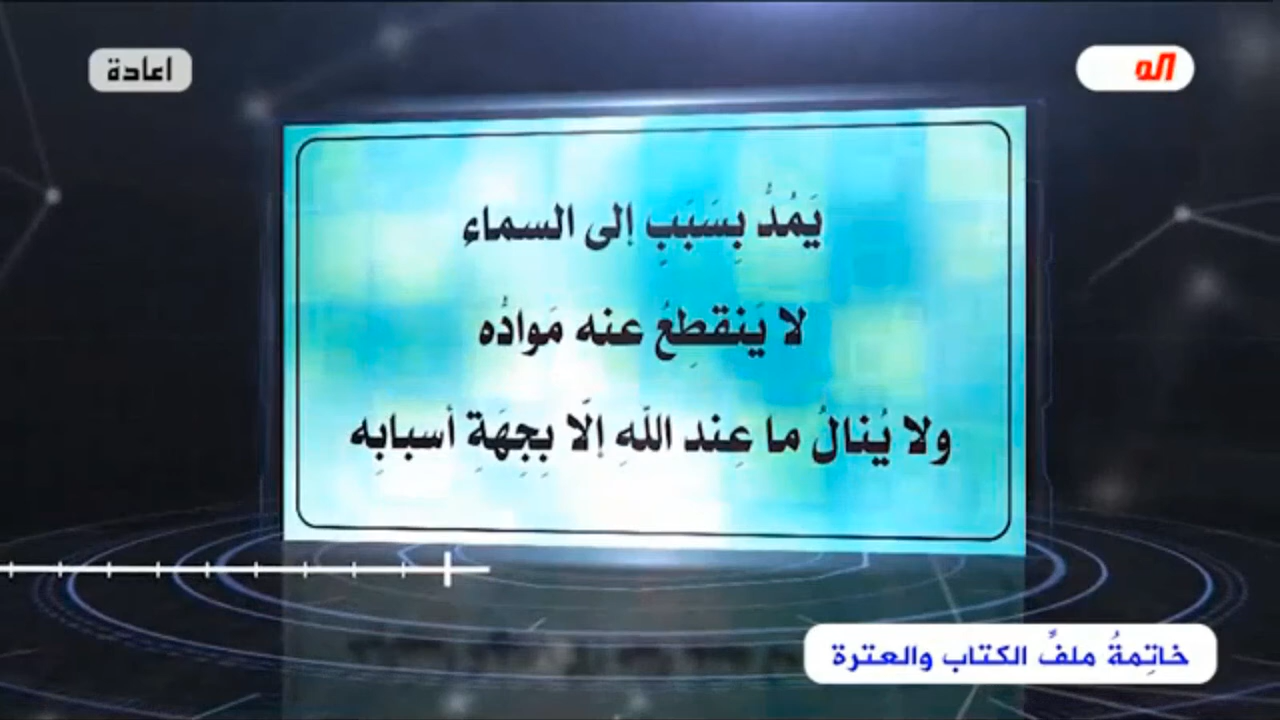 اعادة
يَمُدُّ بِسَبَبٍ إلى السماء
لا يَنقطِعُ عنه مَوادُّه
ولا يُنالُ ما عِند اللّهِ إلّا بِجِهَةِ أسبابِه
خاتِمةُ ملفِّ الكتاب والعترة